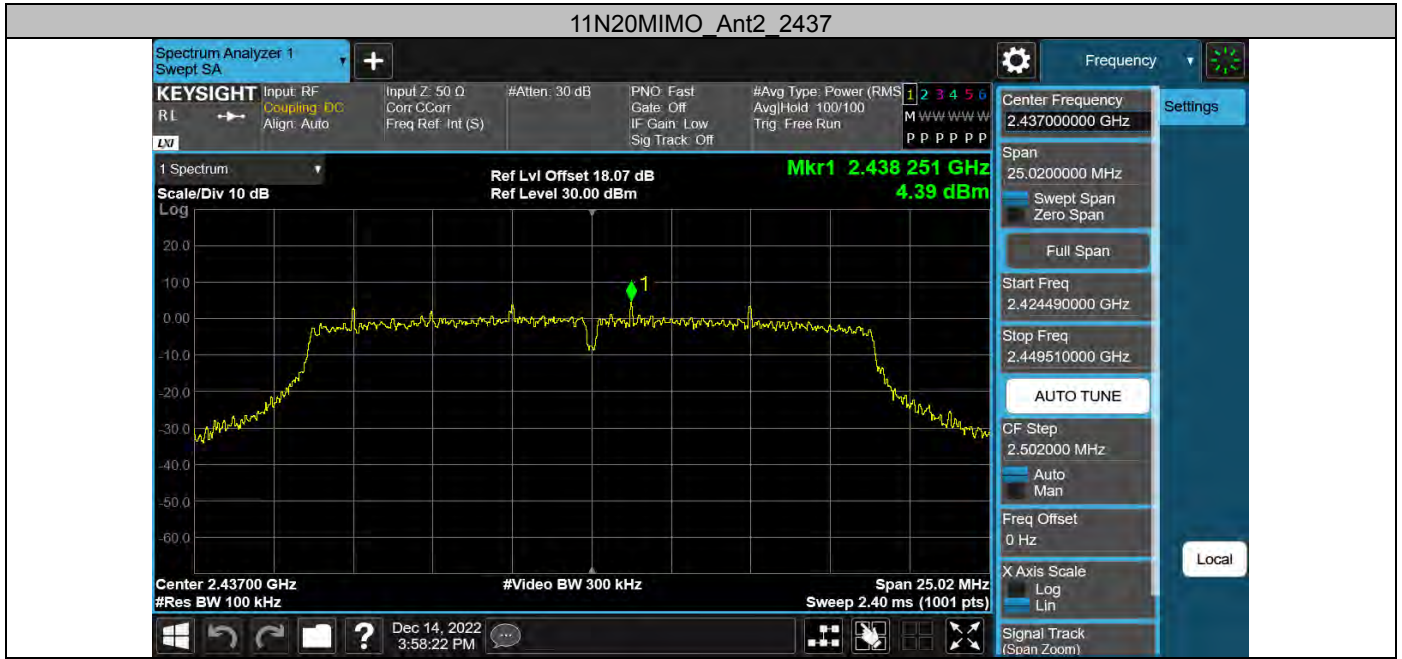 11N20MIMO_Ant2_2437
Spectrum Analyzer 1
Swept SA
+
Frequency
KEYSIGHT
RL
LXI
Input: RF
Coupling: DC
Align: Auto
Input Z: 50 Ω
Corr CCorr
Freq Ref: Int (S)
#Atten: 30 dB
PNO: Fast
Gate: Off
IF Gain: Low
Sig Track: Off
#Avg Type: Power (RMS
Avg|Hold: 100/100
Trig: Free Run
1 2 3 4 5 6
M W W W W W
P P P P P P
1 Spectrum
Scale/Div 10 dB
Log
Ref Lvl Offset 18.07 dB
Ref Level 30.00 dBm
Mkr1 2.438 251 GHz
4.39 dBm
20.0
10.0
0.00
-10.0
-20.0
-30.0
-40.0
-50.0
-60.0
1
Center 2.43700 GHz
#Res BW 100 kHz
#Video BW 300 kHz
Span 25.02 MHz
Sweep 2.40 ms (1001 pts)
Center Frequency
2.437000000 GHz
Settings
Span
25.0200000 MHz
Swept Span
Zero Span
Full Span
Start Freq
2.424490000 GHz
Stop Freq
2.449510000 GHz
AUTO TUNE
CF Step
2.502000 MHz
Auto
Man
Freq Offset
0 Hz
X Axis Scale
Log
Lin
Local
Signal Track
(Span Zoom)
?
Dec 14, 2022
3:58:22 PM